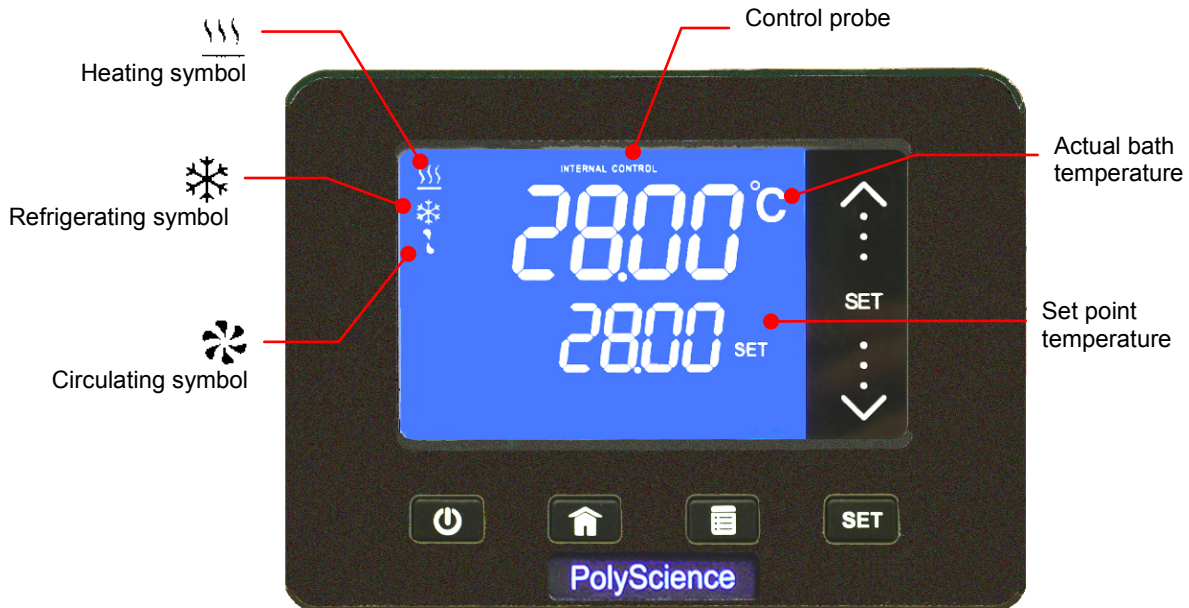 Control probe
Heating symbol
Actual bath
temperature
INTERNAL CONTROL
28.00 °C
Refrigerating symbol
SET
Set point
temperature
28.00 SET
Circulating symbol
SET
PolyScience